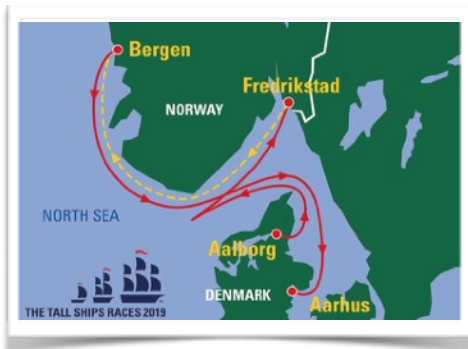 Bergen
Fredrikstad
NORWAY
NORTH SEA
Aalborg
DENMARK
Aarhus
THE TALL SHIPS RACES 2019